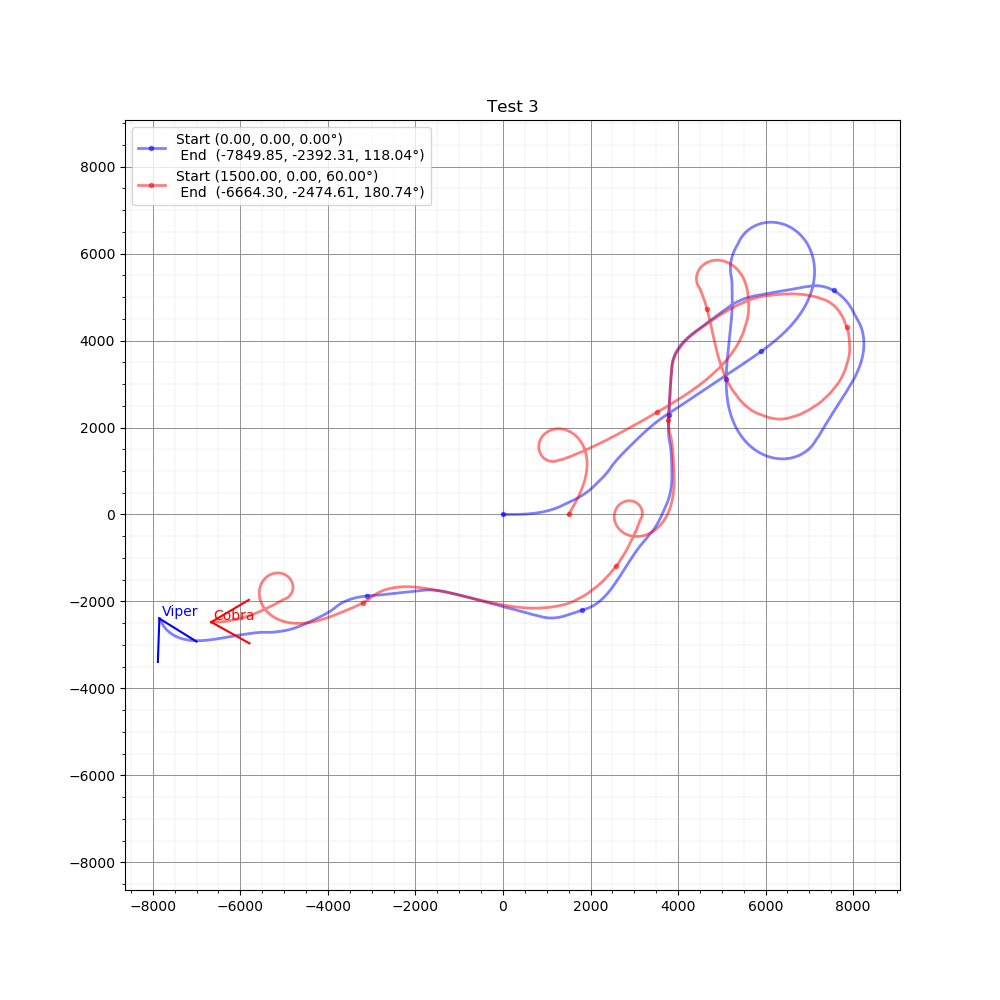 Test 3
Start (0.00, 0.00, 0.00°)
End (-7849.85, -2392.31, 118.04°)
Start (1500.00, 0.00, 60.00°)
End (-6664.30, -2474.61, 180.74°)
8000
6000
4000
2000
0
−2000
−4000
−6000
−8000
Viper
Cobra
−8000 −6000 −4000 −2000 0 2000 4000 6000 8000